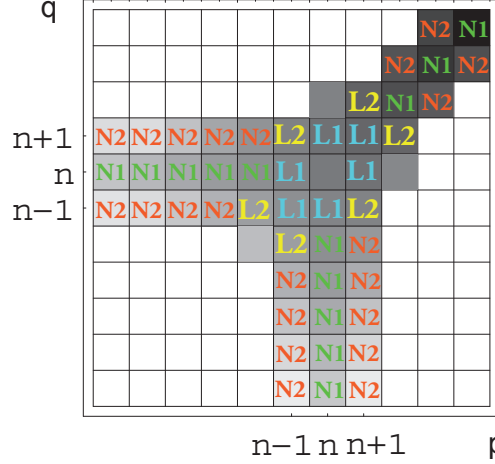 q
N2 N1
N2 N1 N2
L2 N1 N2
n+1 N2 N2 N2 N2 N2 L2 L1 L1 L2
n N1 N1 N1 N1 N1 L1 L1
n−1 N2 N2 N2 N2 L2 L1 L1 L2
L2 N1 N2
N2 N1 N2
N2 N1 N2
N2 N1 N2
N2 N1 N2
n−1 n n+1 p